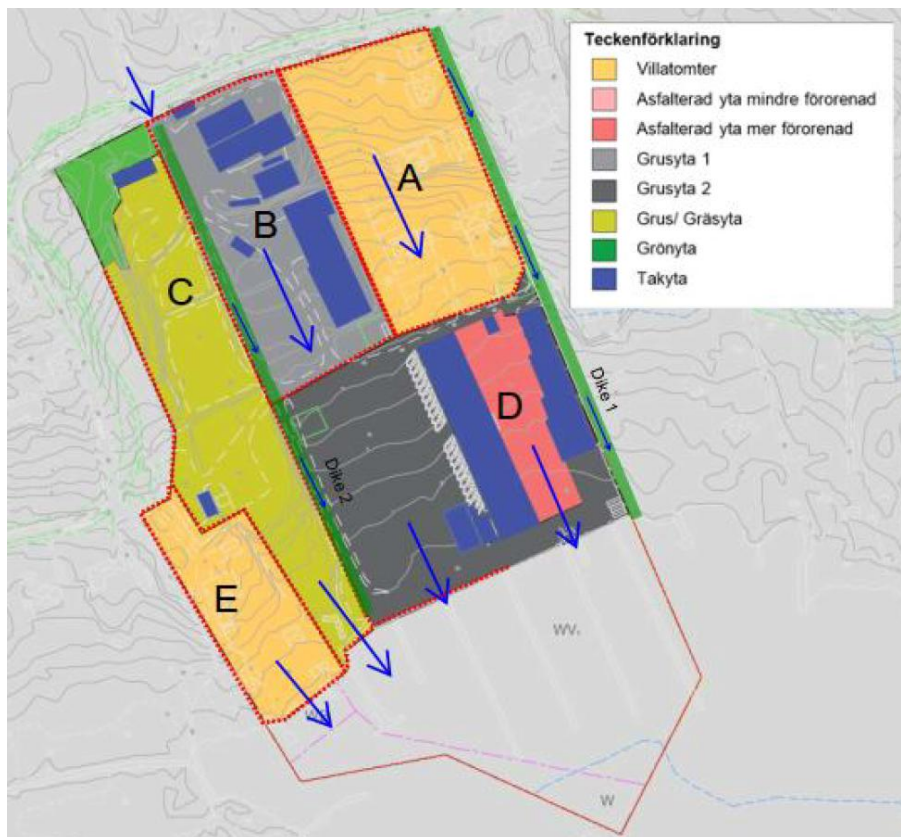 Teckenförklaring
Villatomter
Asfalterad yta mindre förorenad
Asfalterad yta mer förorenad
Grusyta 1
Grusyta 2
Grus/ Gräsyta
Grönyta
Takyta
A
B
C
D
Dike 1
Dike 2
E
WV₁
W